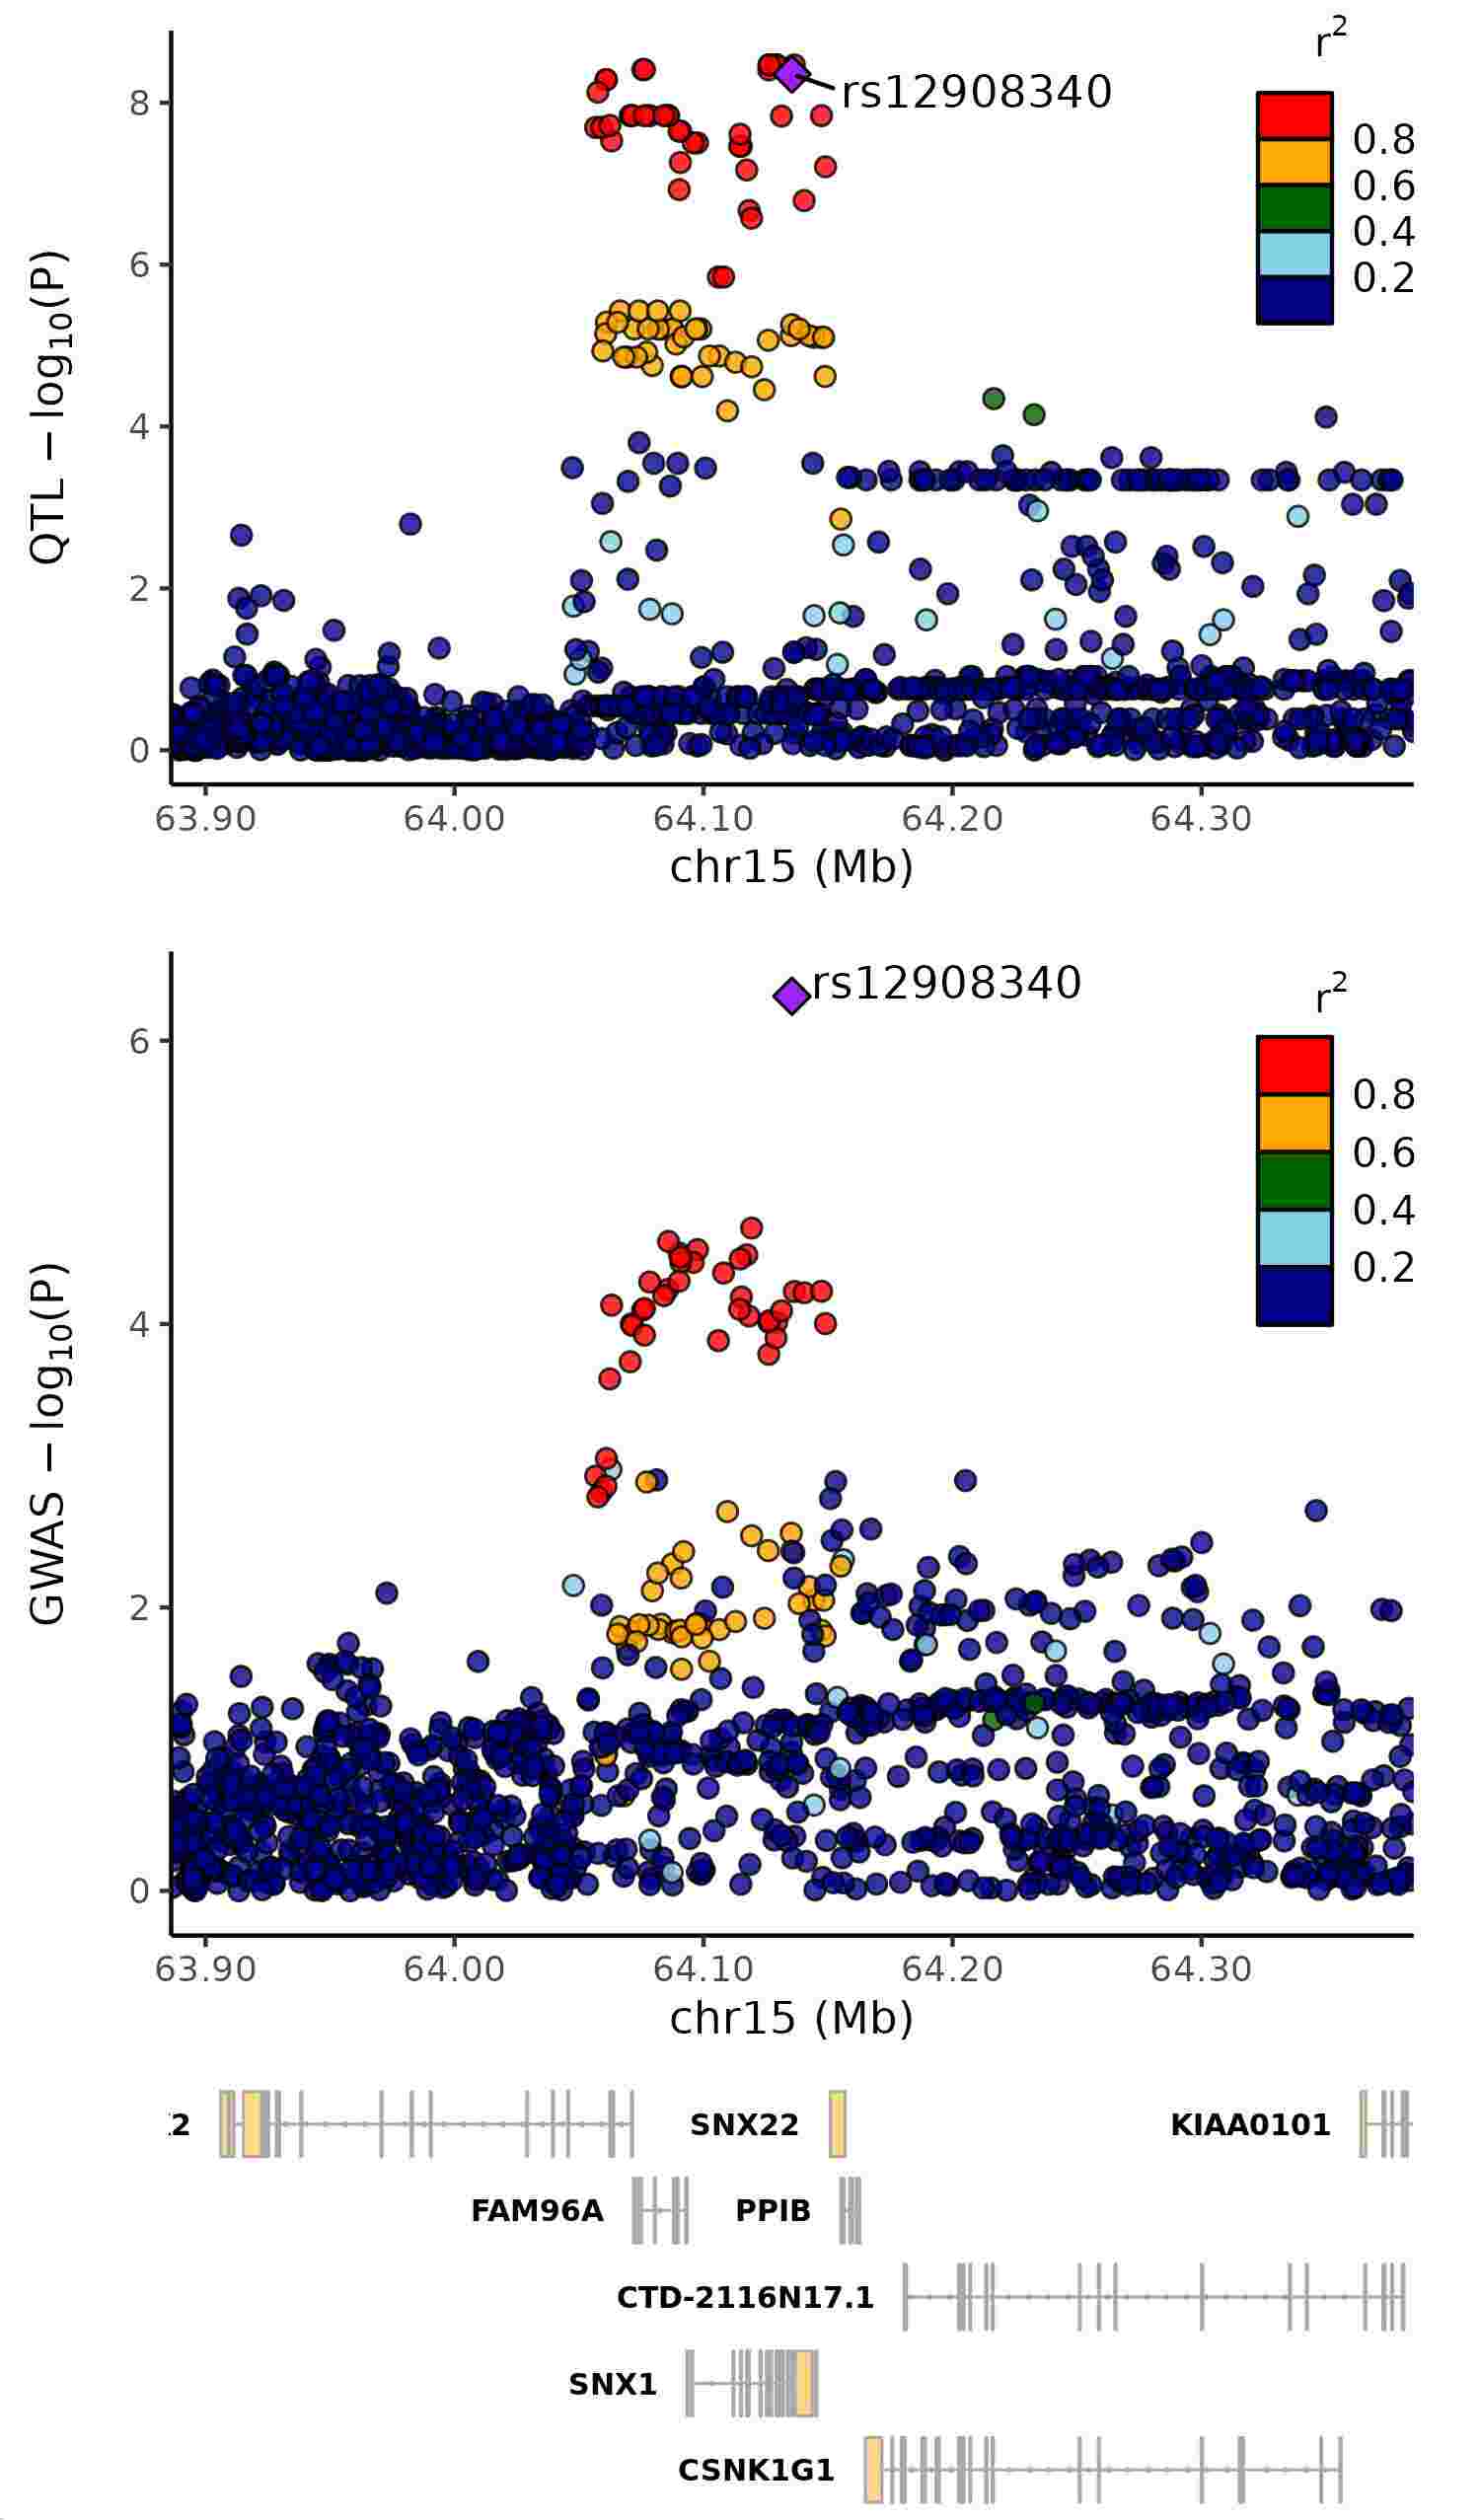 r²
rs12908340
8
6
4
2
0
0.8
0.6
0.4
0.2
QTL − log₁₀(P)
63.90 64.00 64.10 64.20 64.30
chr15 (Mb)
rs12908340
r²
6
4
2
0
0.8
0.6
0.4
0.2
GWAS − log₁₀(P)
63.90 64.00 64.10 64.20 64.30
chr15 (Mb)
2 SNX22 KIAA0101
FAM96A PPIB
CTD-2116N17.1
SNX1
CSNK1G1